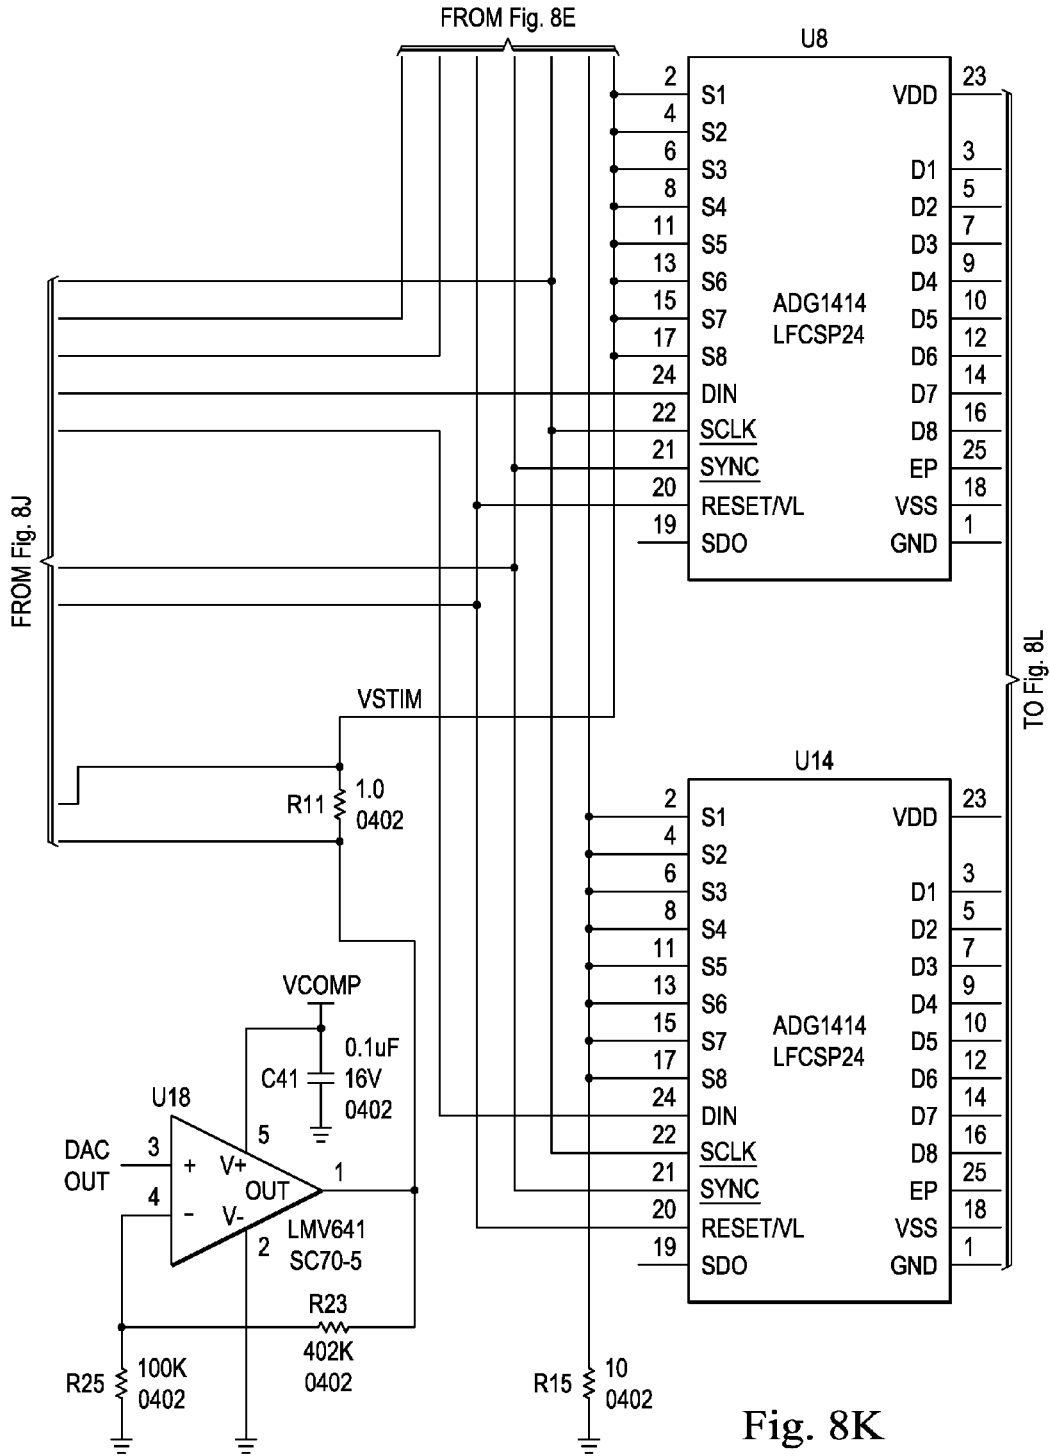 FROM Fig. 8E
U8
2
S1
4
S2
6
S3
8
S4
11
S5
13
S6
15
S7
17
S8
24
DIN
22
SCLK
21
SYNC
20
RESET/VL
19
SDO
ADG1414
LFCSP24
VDD
23
D1
3
D2
5
D3
7
D4
9
D5
10
D6
12
D7
14
D8
16
EP
25
VSS
18
GND
1
FROM Fig. 8J
TO Fig. 8L
VSTIM
R11
1.0
0402
U14
2
S1
4
S2
6
S3
8
S4
11
S5
13
S6
15
S7
17
S8
24
DIN
22
SCLK
21
SYNC
20
RESET/VL
19
SDO
ADG1414
LFCSP24
VDD
23
D1
3
D2
5
D3
7
D4
9
D5
10
D6
12
D7
14
D8
16
EP
25
VSS
18
GND
1
VCOMP
C41
0.1uF
16V
0402
U18
DAC
OUT
3
4
+
-
V+
5
OUT
1
V-
2
LMV641
SC70-5
R23
402K
0402
R25
100K
0402
R15
10
0402
Fig. 8K